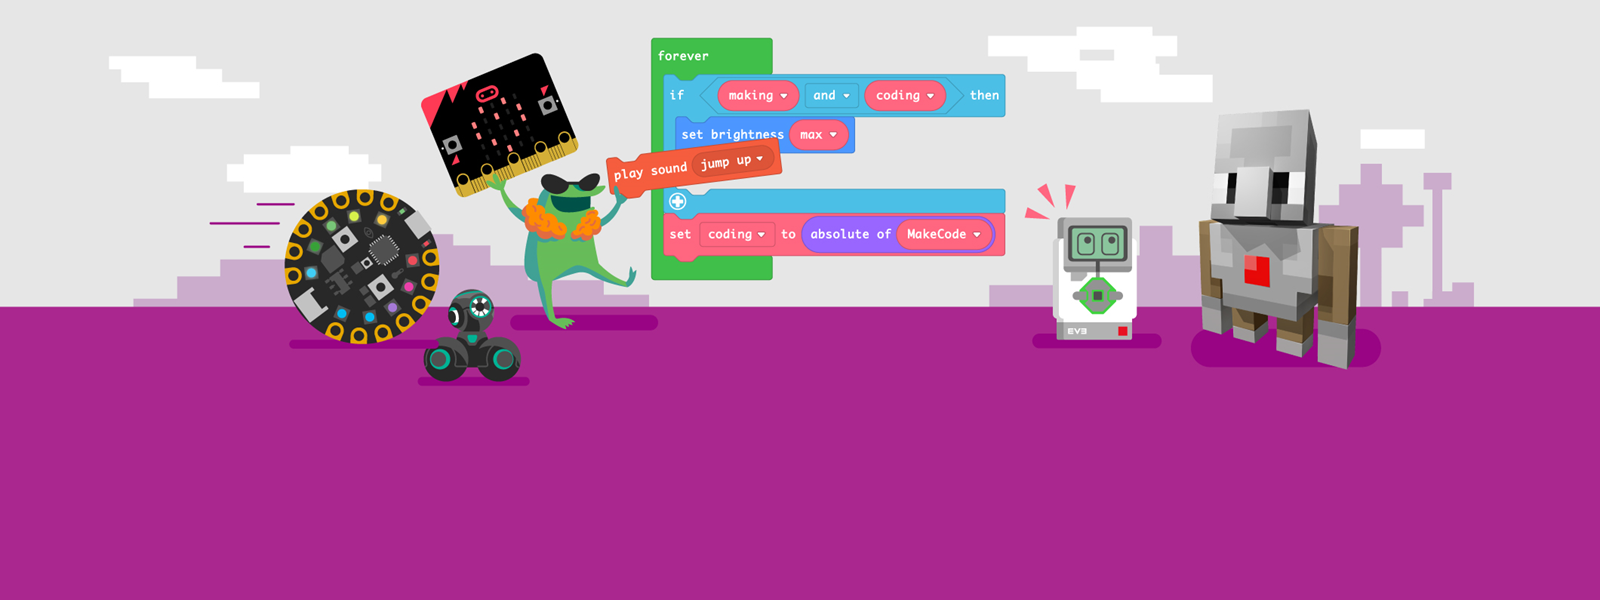 forever
if making and coding then
set brightness max
play sound jump up
set coding to absolute of MakeCode
EV3